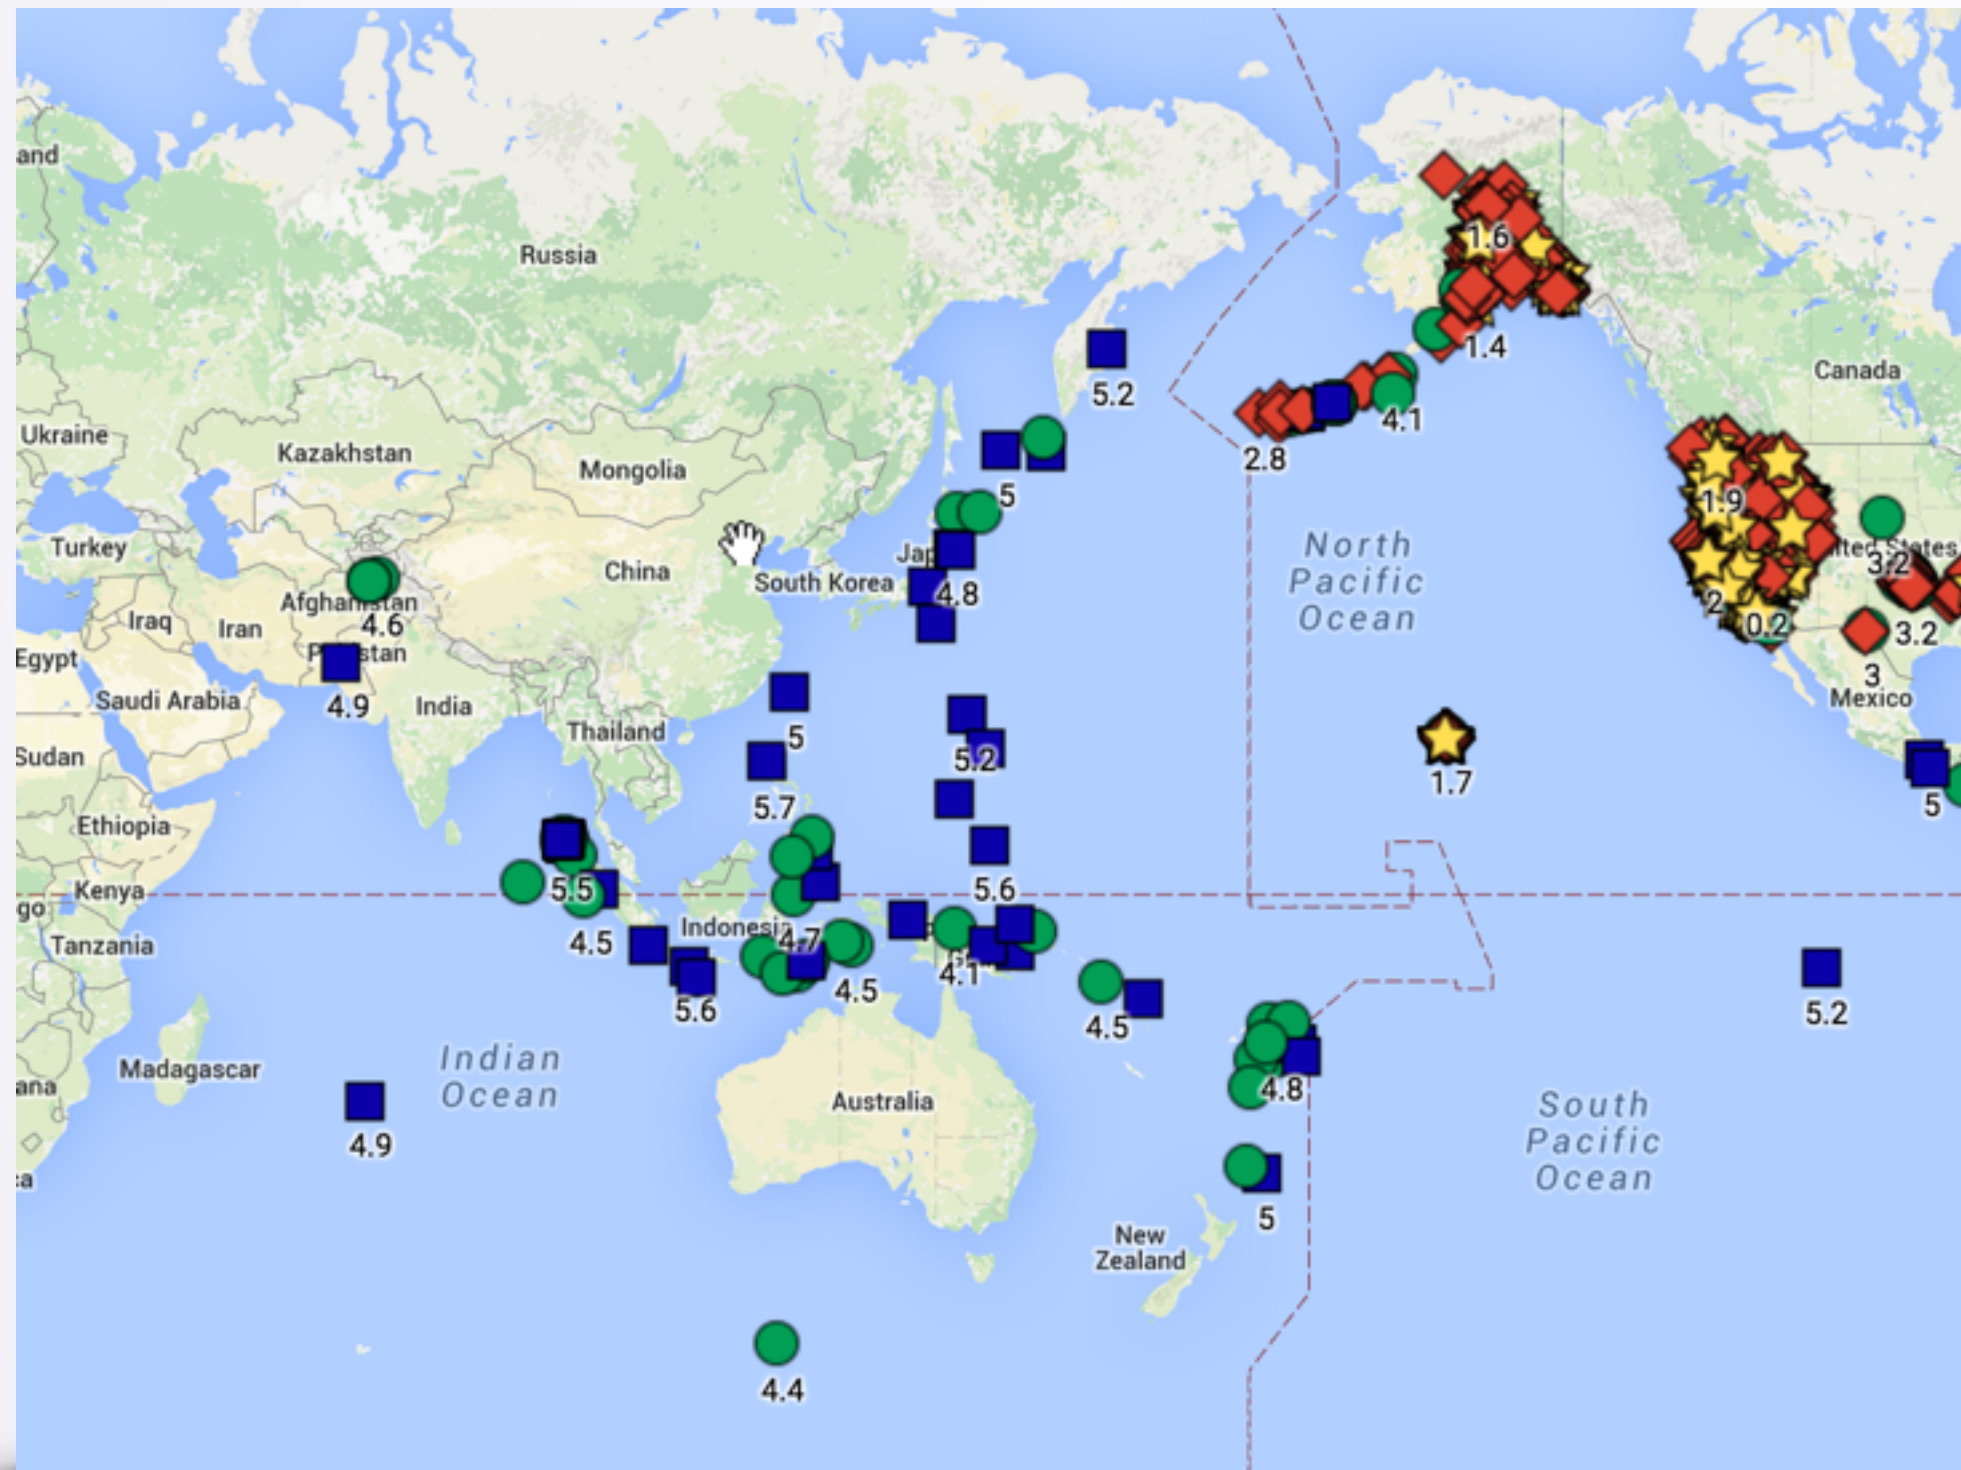 and
Russia
1.6
1.4
Canada
5.2
4.1
2.8
Ukraine
Kazakhstan
Mongolia
5
1.9
North
Pacific
Ocean
Turkey
China
South Korea
4.8
3.2
Afghanistan
4.6
Iraq
Iran
2
0.2
3.2
Egypt
3
Saudi Arabia
4.9
India
Mexico
Thailand
5
Sudan
5.2
1.7
5.7
5
Ethiopia
Kenya
5.5
5.6
go
Tanzania
4.5
Indonesia
4.7
4.1
5.6
4.5
4.5
5.2
Madagascar
Indian
Ocean
ana
Australia
4.8
South
Pacific
Ocean
4.9
5
New
Zealand
4.4